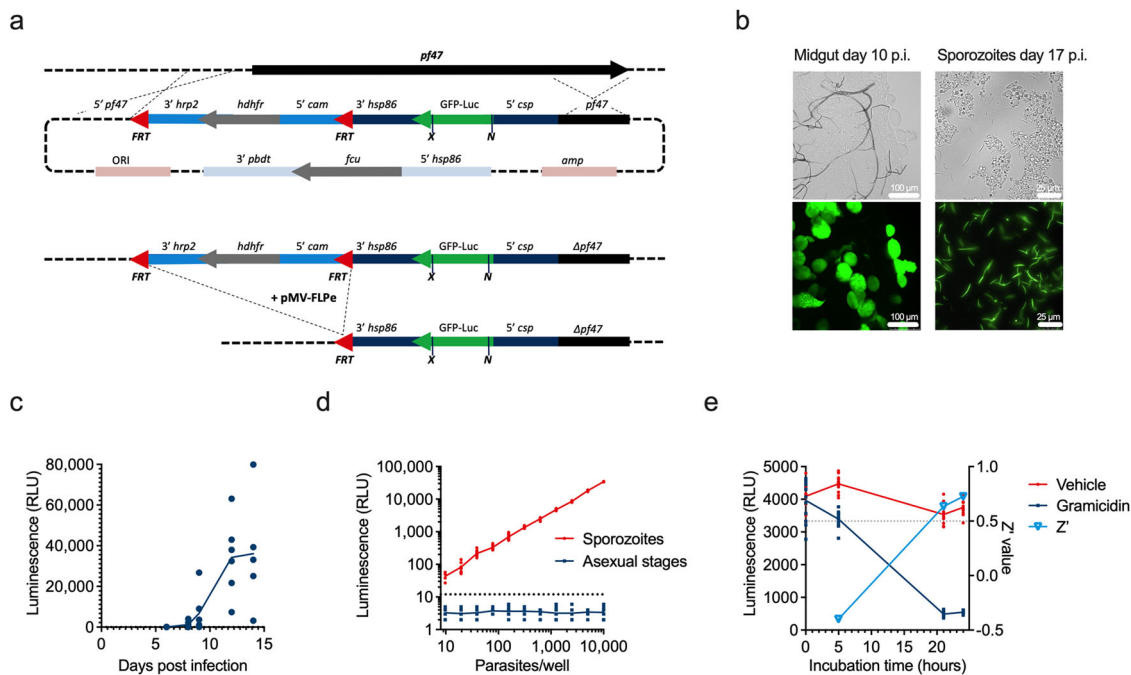 a
pf47
5′ pf47 3′ hrp2 hdhfr 5′ cam 3′ hsp86 GFP-Luc 5′ csp pf47
FRT FRT X N
ORI 3′ pbdt fcu 5′ hsp86 amp
3′ hrp2 hdhfr 5′ cam 3′ hsp86 GFP-Luc 5′ csp Δpf47
FRT FRT X N
+ pMV-FLPe
3′ hsp86 GFP-Luc 5′ csp Δpf47
FRT X N
b
Midgut day 10 p.i. Sporozoites day 17 p.i.
100 µm 25 µm
100 µm 25 µm
c
Luminescence (RLU)
80,000
60,000
40,000
20,000
0
0 5 10 15
Days post infection
d
Luminescence (RLU)
100,000
10,000
1,000
100
10
1
10 100 1,000 10,000
Parasites/well
Sporozoites
Asexual stages
e
Luminescence (RLU)
5000
4000
3000
2000
1000
0
0 5 10 15 20
Incubation time (hours)
1.0
0.5
0.0
-0.5
Z′ value
Vehicle
Gramicidin
Z′